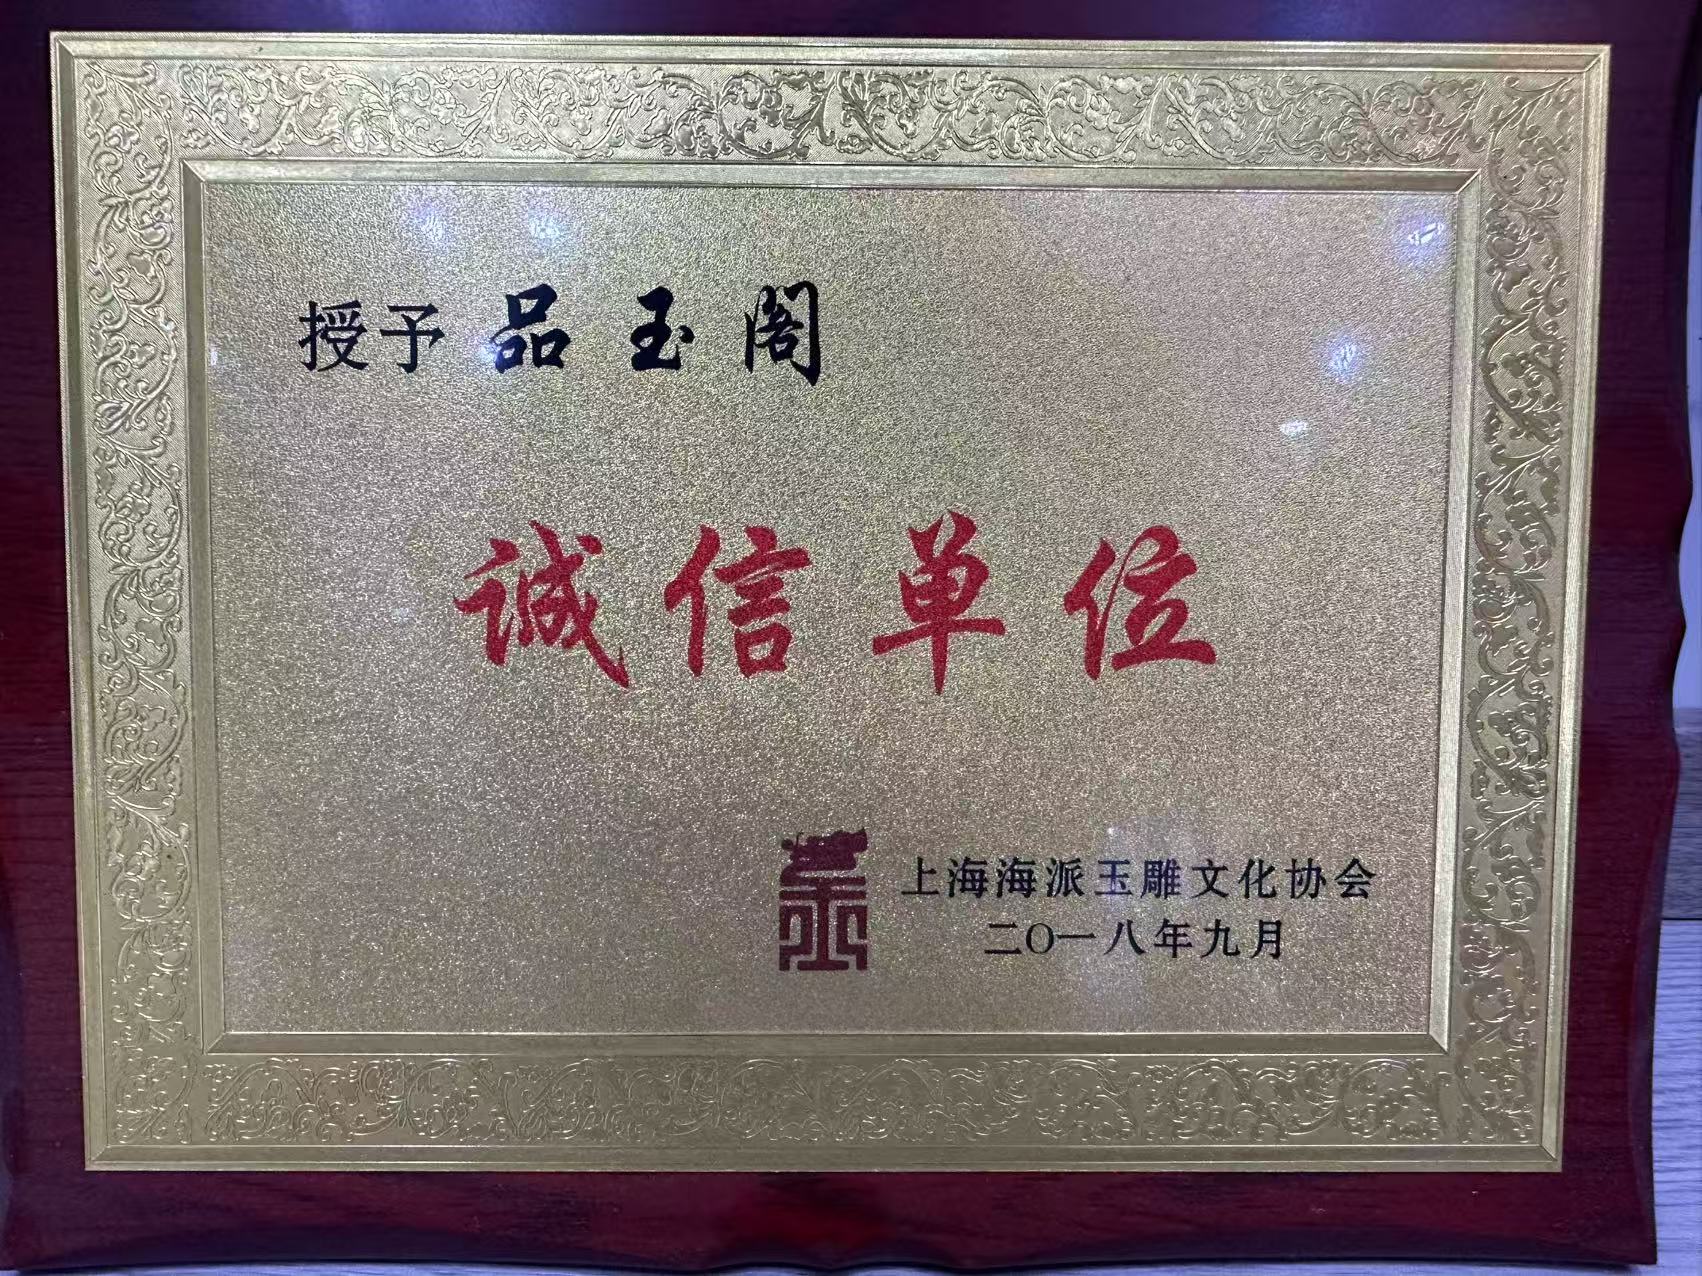 授予 品玉阁
诚信单位
上海海派玉雕文化协会
二〇一八年九月